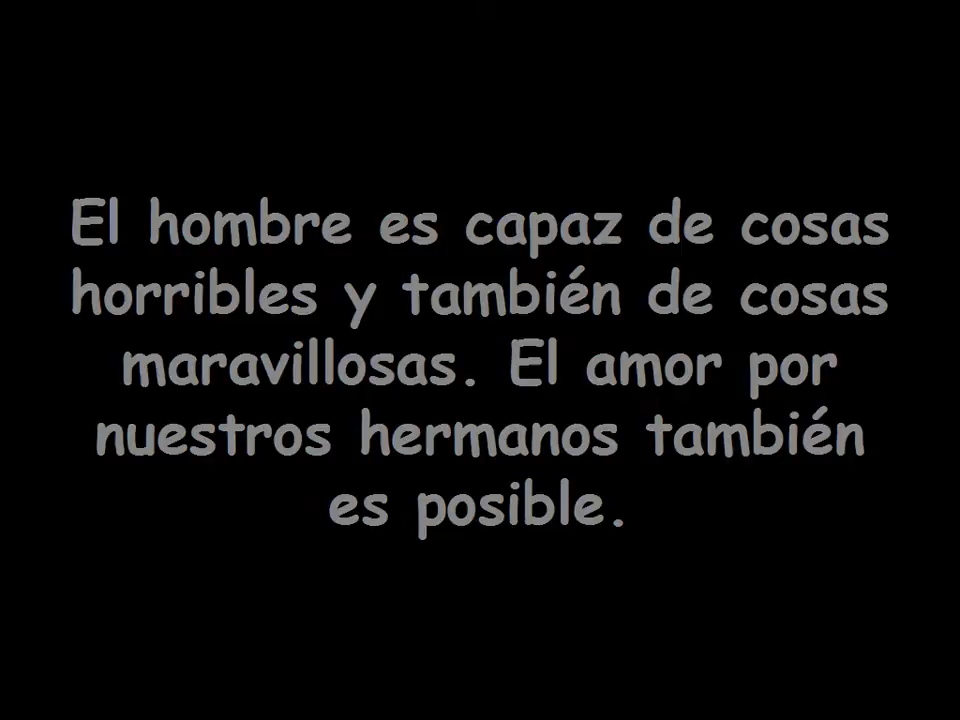 El hombre es capaz de cosas
horribles y también de cosas
maravillosas. El amor por
nuestros hermanos también
es posible.